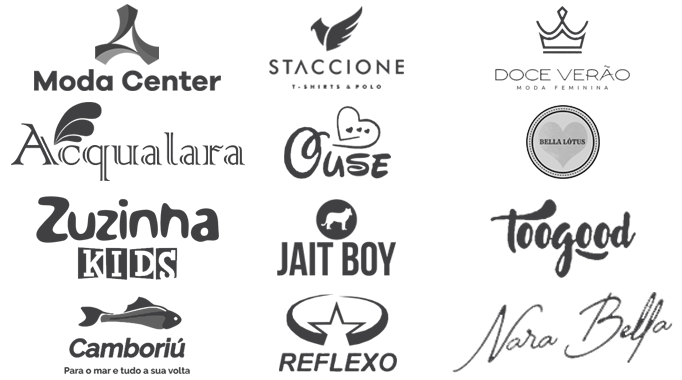 Moda Center
STACCIONE
T-SHIRTS & POLO
DOCE VERÃO
MODA FEMININA
Acqualara
OUSE
BELLA LÓTUS
Zuzinha
KIDS
JAIT BOY
Toogood
Camboriú
Para o mar e tudo a sua volta
REFLEXO
Nara Bella